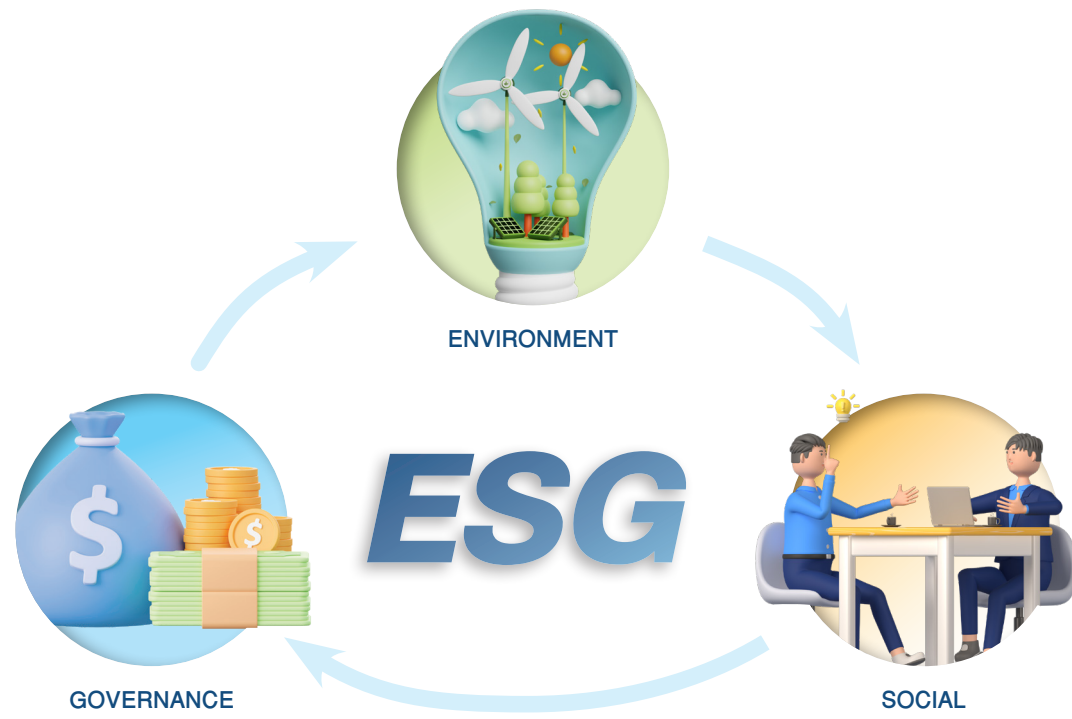 ENVIRONMENT
ESG
$
$
GOVERNANCE
SOCIAL